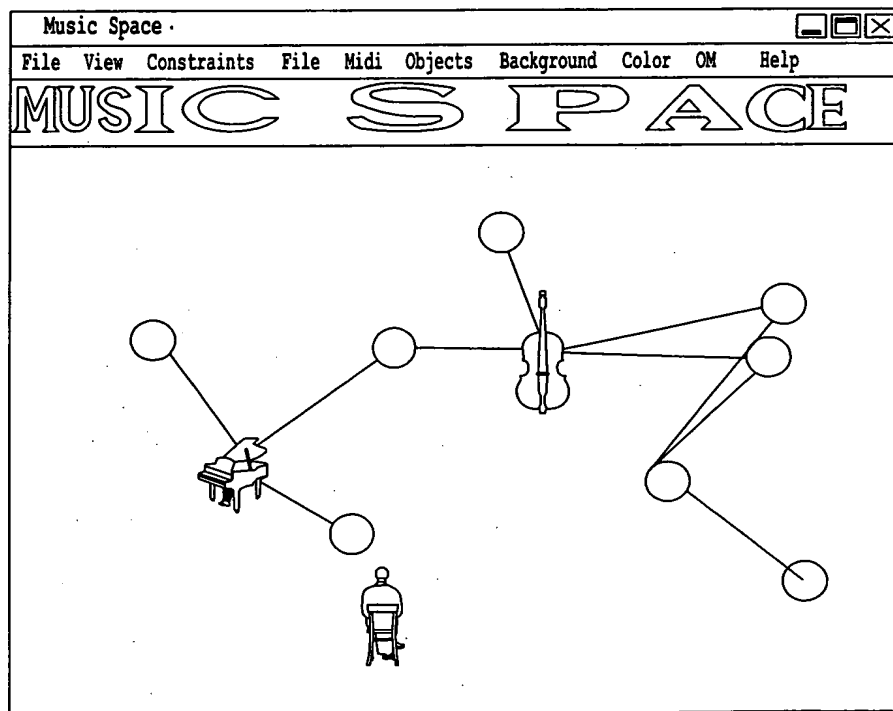 Music Space
File View Constraints File Midi Objects Background Color OM Help
MUSIC SPACE